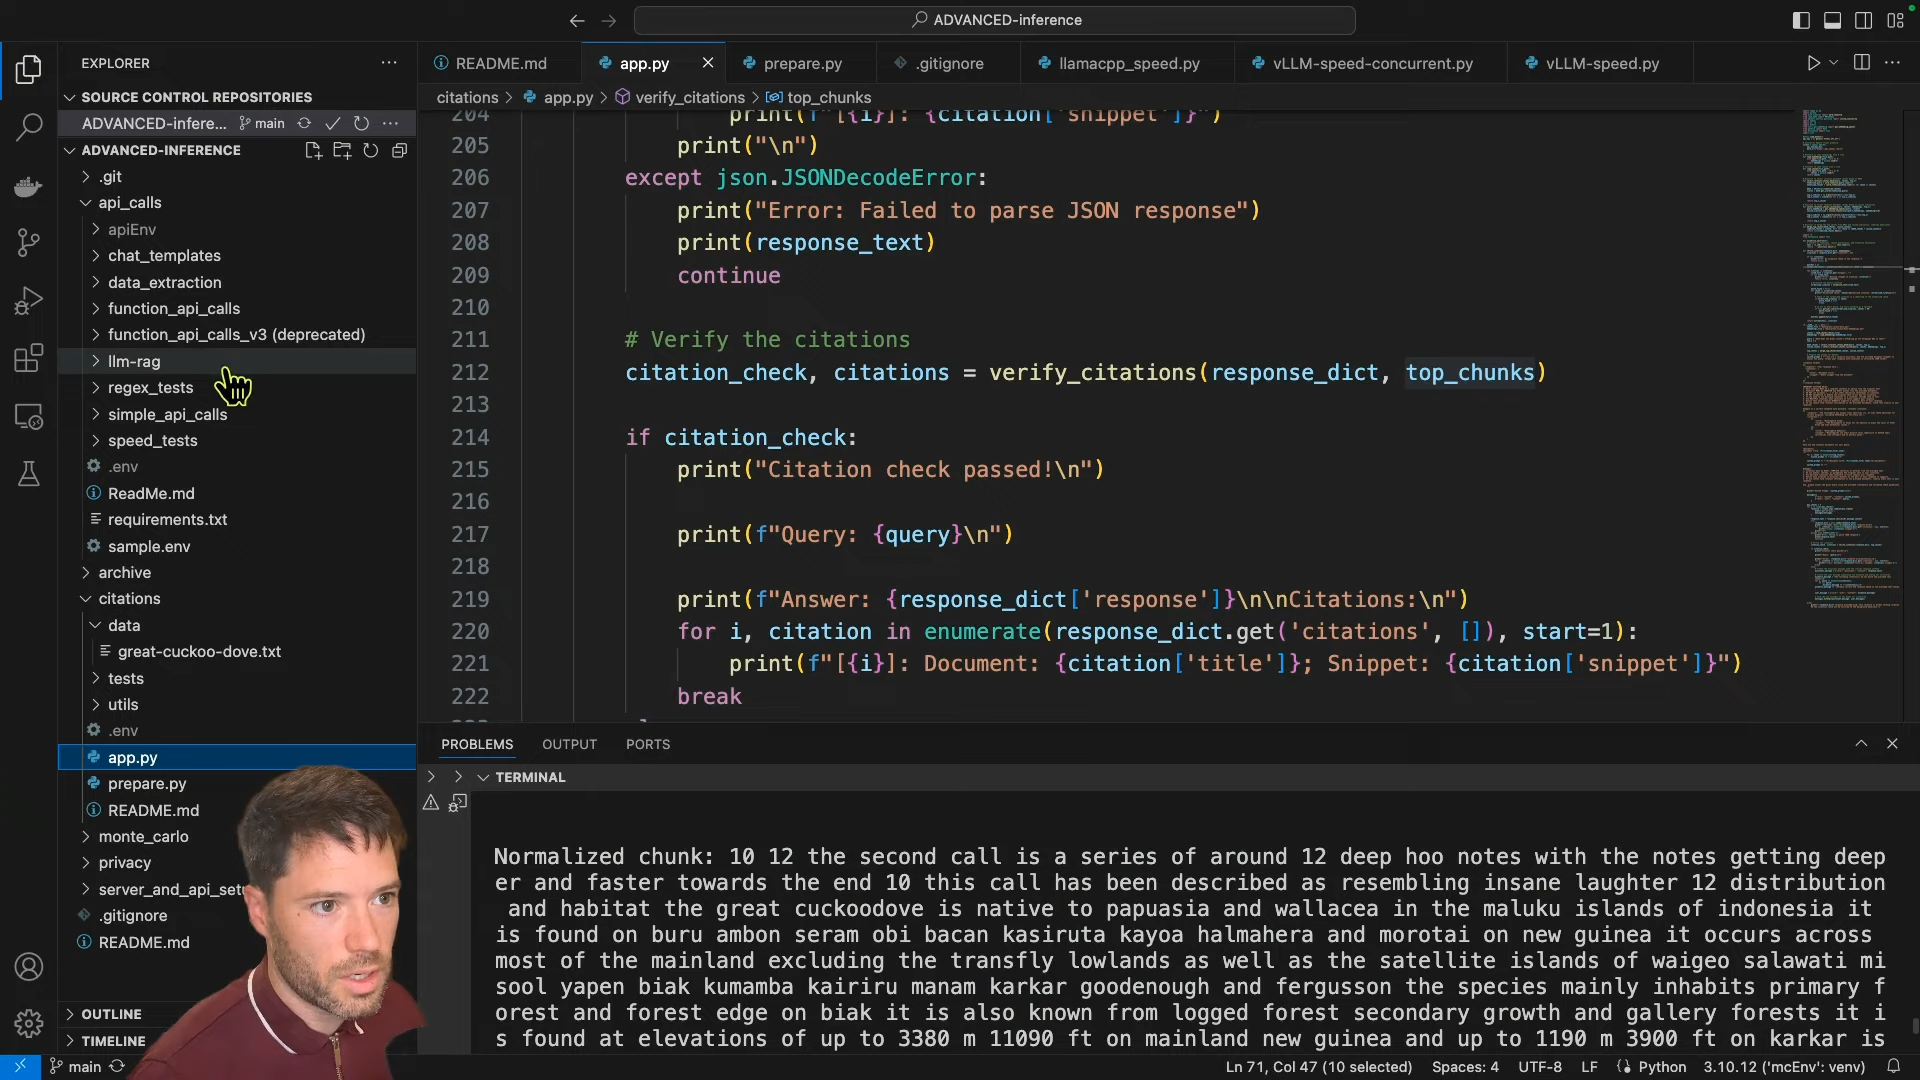 ADVANCED-inference
EXPLORER
SOURCE CONTROL REPOSITORIES
ADVANCED-infere... main
ADVANCED-INFERENCE
.git
api_calls
apiEnv
chat_templates
data_extraction
function_api_calls
function_api_calls_v3 (deprecated)
llm-rag
regex_tests
simple_api_calls
speed_tests
.env
ReadMe.md
requirements.txt
sample.env
archive
citations
data
great-cuckoo-dove.txt
tests
utils
.env
app.py
prepare.py
README.md
monte_carlo
privacy
server_and_api_setu
.gitignore
README.md
OUTLINE
TIMELINE
README.md app.py prepare.py .gitignore llamacpp_speed.py vLLM-speed-concurrent.py vLLM-speed.py
citations > app.py > verify_citations > top_chunks
204 print(f"[{i}]: {citation['snippet']}")
205 print("\n")
206 except json.JSONDecodeError:
207 print("Error: Failed to parse JSON response")
208 print(response_text)
209 continue
210
211 # Verify the citations
212 citation_check, citations = verify_citations(response_dict, top_chunks)
213
214 if citation_check:
215 print("Citation check passed!\n")
216
217 print(f"Query: {query}\n")
218
219 print(f"Answer: {response_dict['response']}\n\nCitations:\n")
220 for i, citation in enumerate(response_dict.get('citations', []), start=1):
221 print(f"[{i}]: Document: {citation['title']}; Snippet: {citation['snippet']}")
222 break
PROBLEMS OUTPUT PORTS
TERMINAL
Normalized chunk: 10 12 the second call is a series of around 12 deep hoo notes with the notes getting deep
er and faster towards the end 10 this call has been described as resembling insane laughter 12 distribution
and habitat the great cuckoodove is native to papuasia and wallacea in the maluku islands of indonesia it
is found on buru ambon seram obi bacan kasiruta kayoa halmahera and morotai on new guinea it occurs across
most of the mainland excluding the transfly lowlands as well as the satellite islands of waigeo salawati mi
sool yapen biak kumamba kairiru manam karkar goodenough and fergusson the species mainly inhabits primary f
orest and forest edge on biak it is also known from logged forest secondary growth and gallery forests it i
s found at elevations of up to 3380 m 11090 ft on mainland new guinea and up to 1190 m 3900 ft on karkar is
main
Ln 71, Col 47 (10 selected) Spaces: 4 UTF-8 LF Python 3.10.12 ('mcEnv': venv)